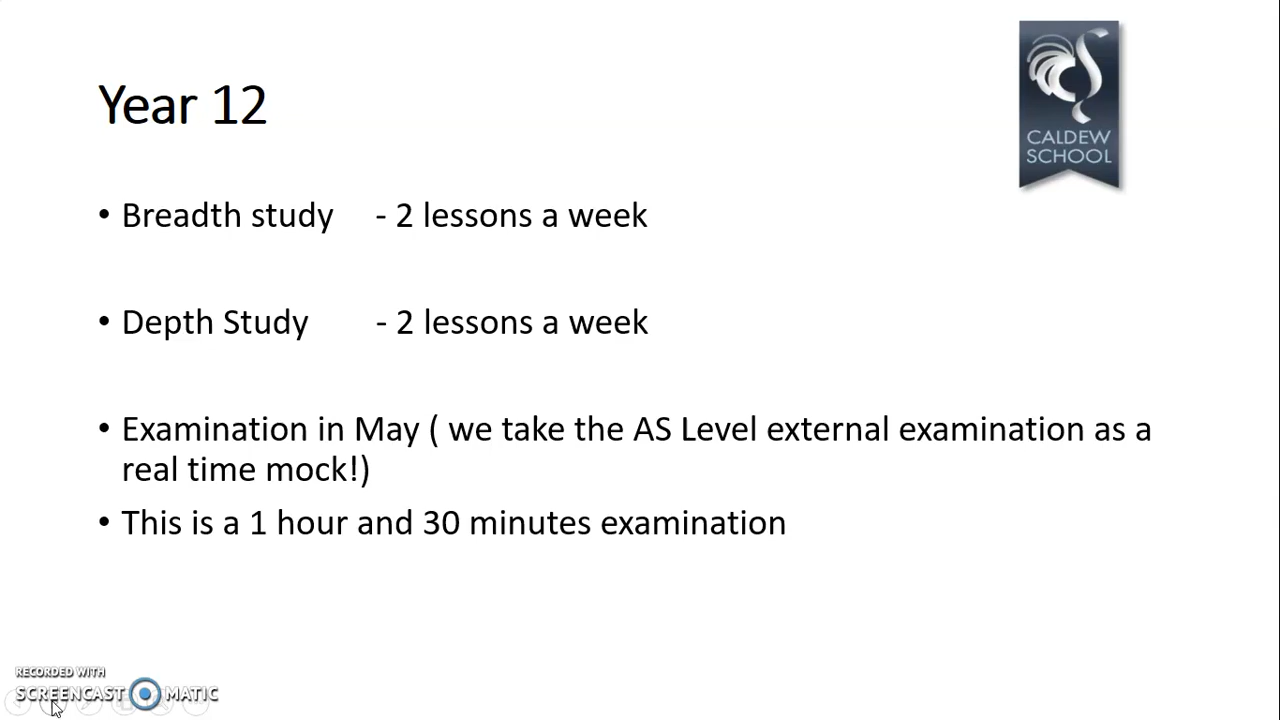 CALDEW
SCHOOL
Year 12
• Breadth study - 2 lessons a week
• Depth Study - 2 lessons a week
• Examination in May ( we take the AS Level external examination as a
real time mock!)
• This is a 1 hour and 30 minutes examination
RECORDED WITH
SCREENCAST MATIC